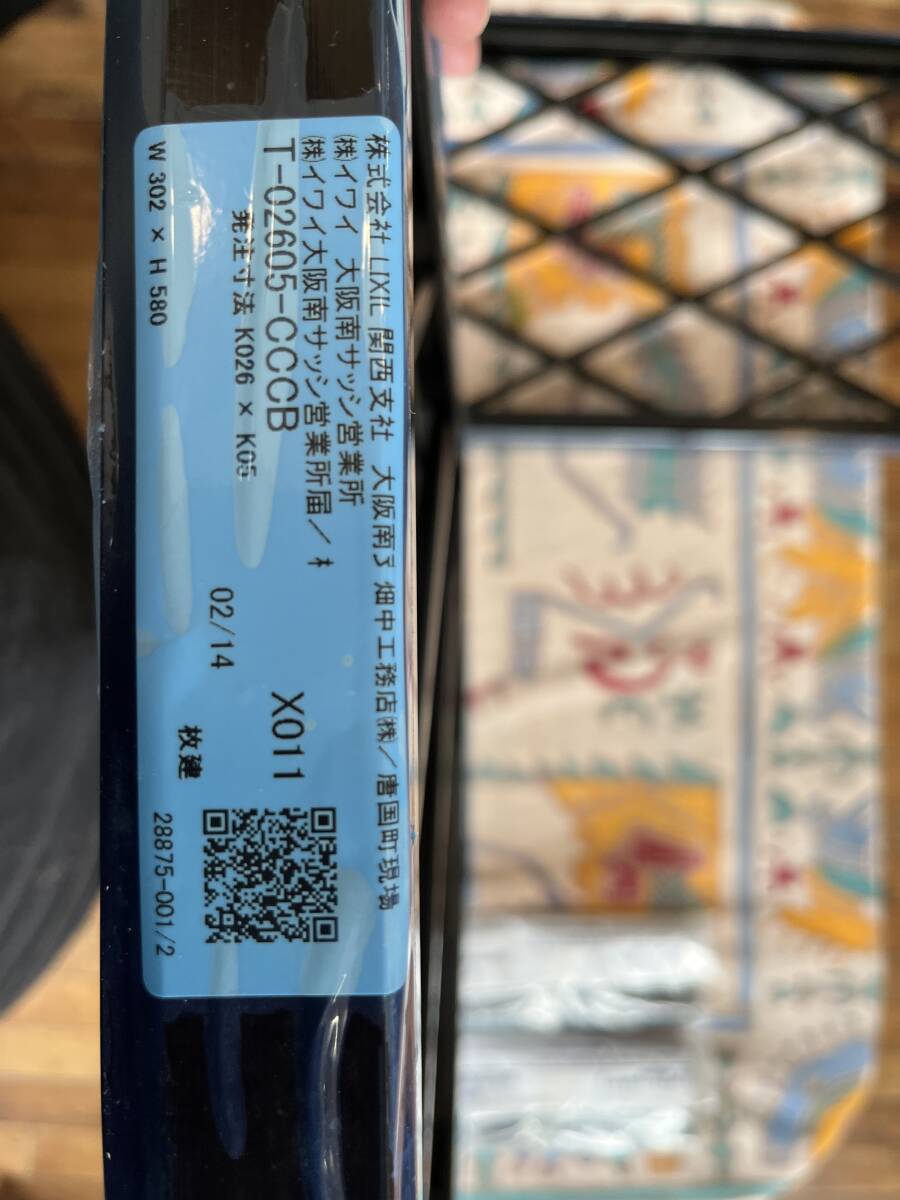 株式会社 LIXIL 関西支社 大阪南ヌ 畑中工務店㈱／唐国町現場
㈱イワイ 大阪南サッシ営業所
㈱イワイ大阪南サッシ営業所届／ﾈ
T-02605-CCCB X011
発注寸法 K026 × K05
02/14
枚建
W 302 × H 580 28875-001/2